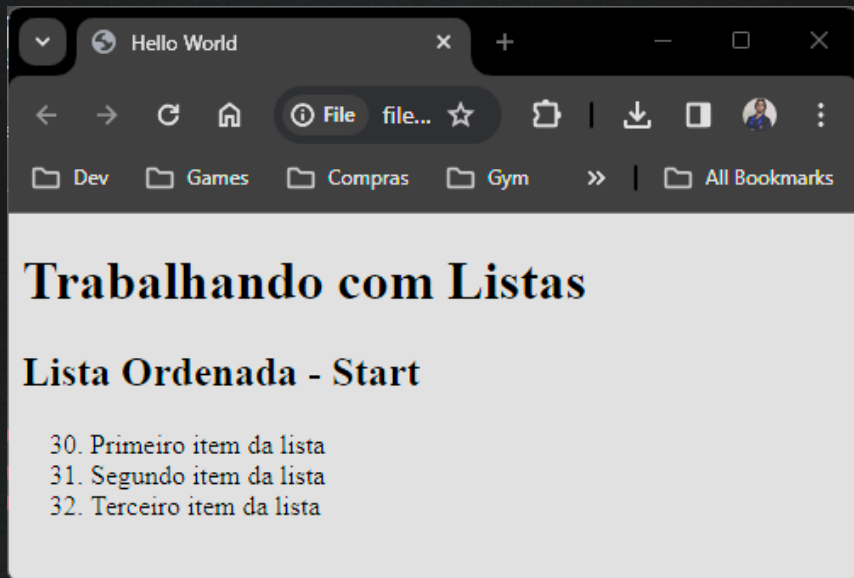 Hello World
File file...
Dev Games Compras Gym All Bookmarks
Trabalhando com Listas
Lista Ordenada - Start
30. Primeiro item da lista
31. Segundo item da lista
32. Terceiro item da lista